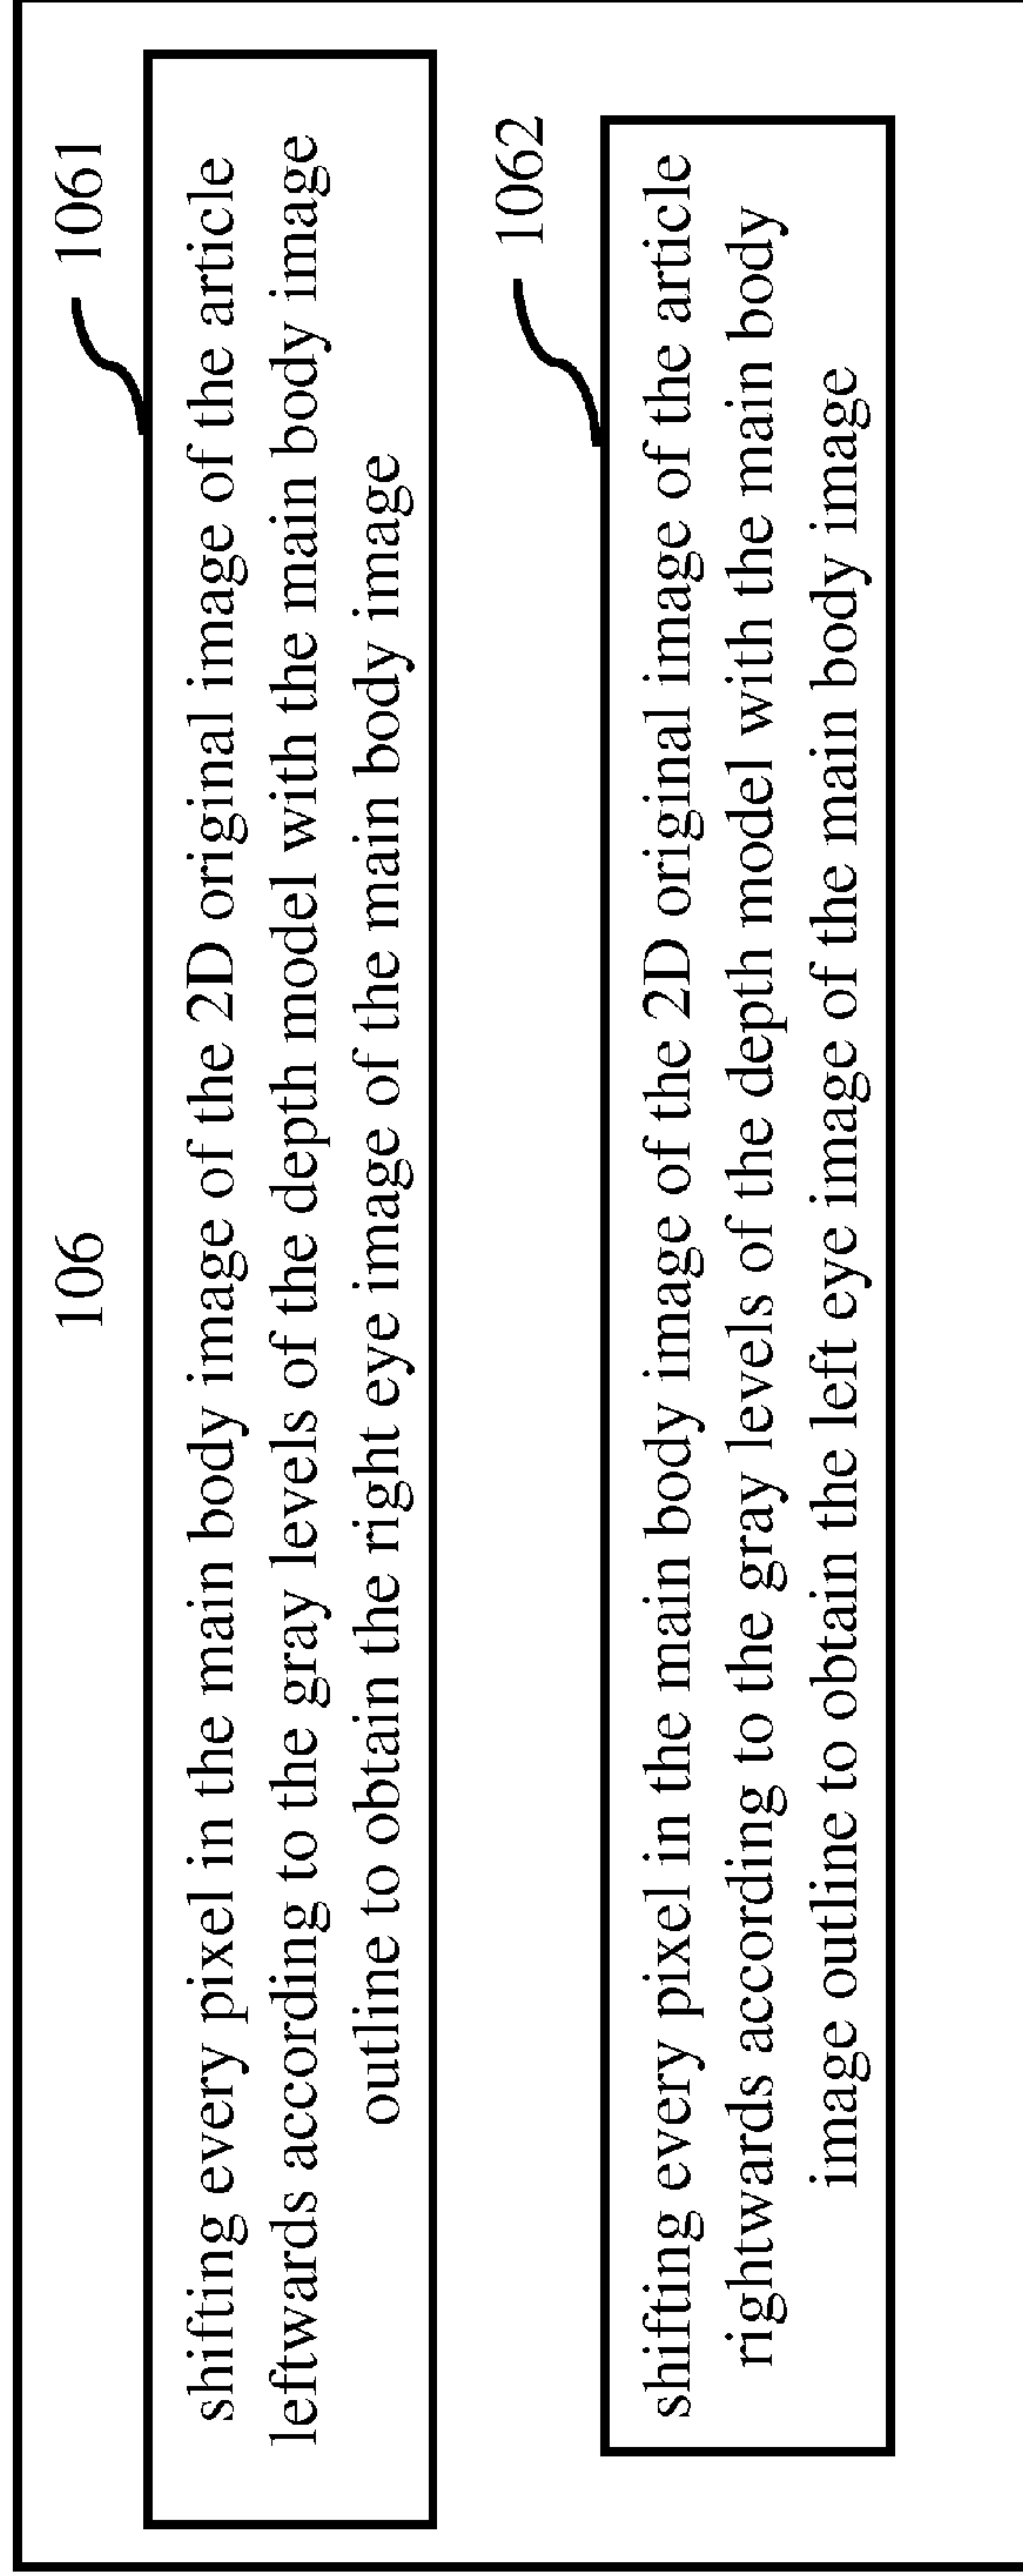 106
1061
shifting every pixel in the main body image of the 2D original image of the article
leftwards according to the gray levels of the depth model with the main body image
outline to obtain the right eye image of the main body image
1062
shifting every pixel in the main body image of the 2D original image of the article
rightwards according to the gray levels of the depth model with the main body
image outline to obtain the left eye image of the main body image